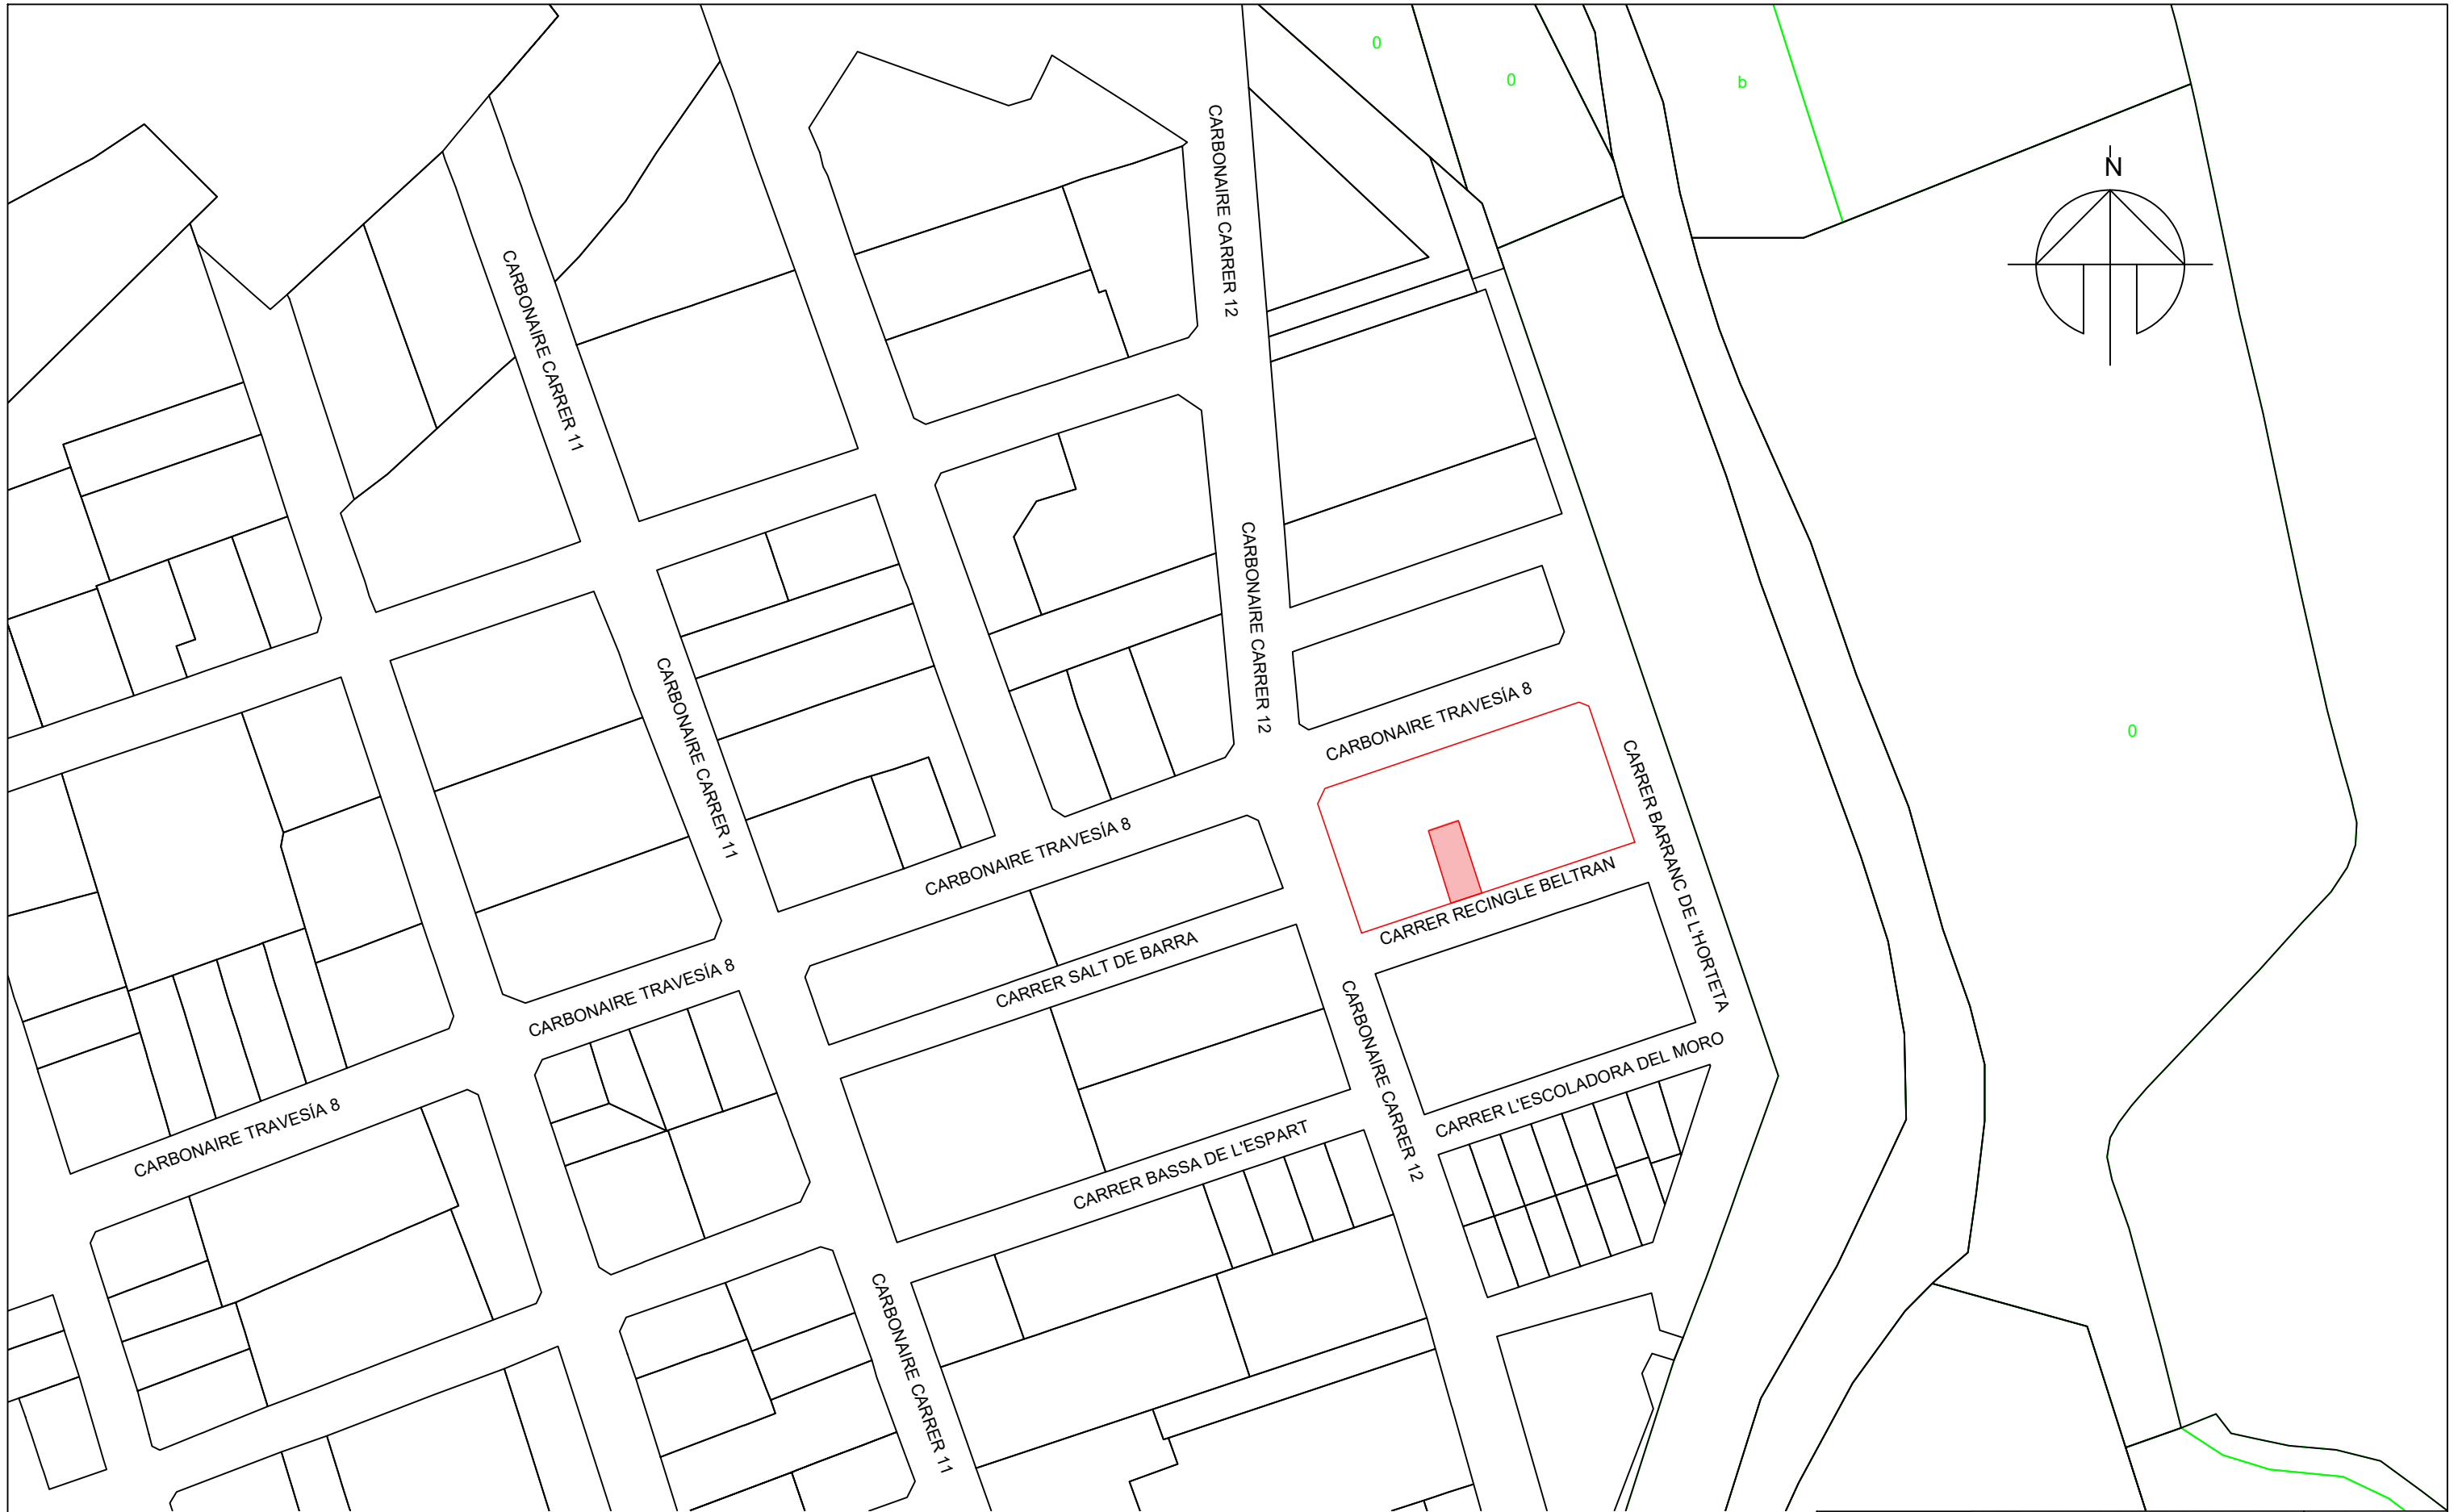 0
0
b
N
CARBONAIRE CARRER 12
CARBONAIRE CARRER 11
CARBONAIRE CARRER 12
CARBONAIRE CARRER 11
CARBONAIRE TRAVESÍA 8
0
CARRER BARRANC DE L'HORTETA
CARBONAIRE TRAVESÍA 8
CARRER RECINGLE BELTRAN
CARRER SALT DE BARRA
CARBONAIRE TRAVESÍA 8
CARBONAIRE CARRER 12
CARRER L'ESCOLADORA DEL MORO
CARBONAIRE TRAVESÍA 8
CARRER BASSA DE L'ESPART
CARBONAIRE CARRER 11